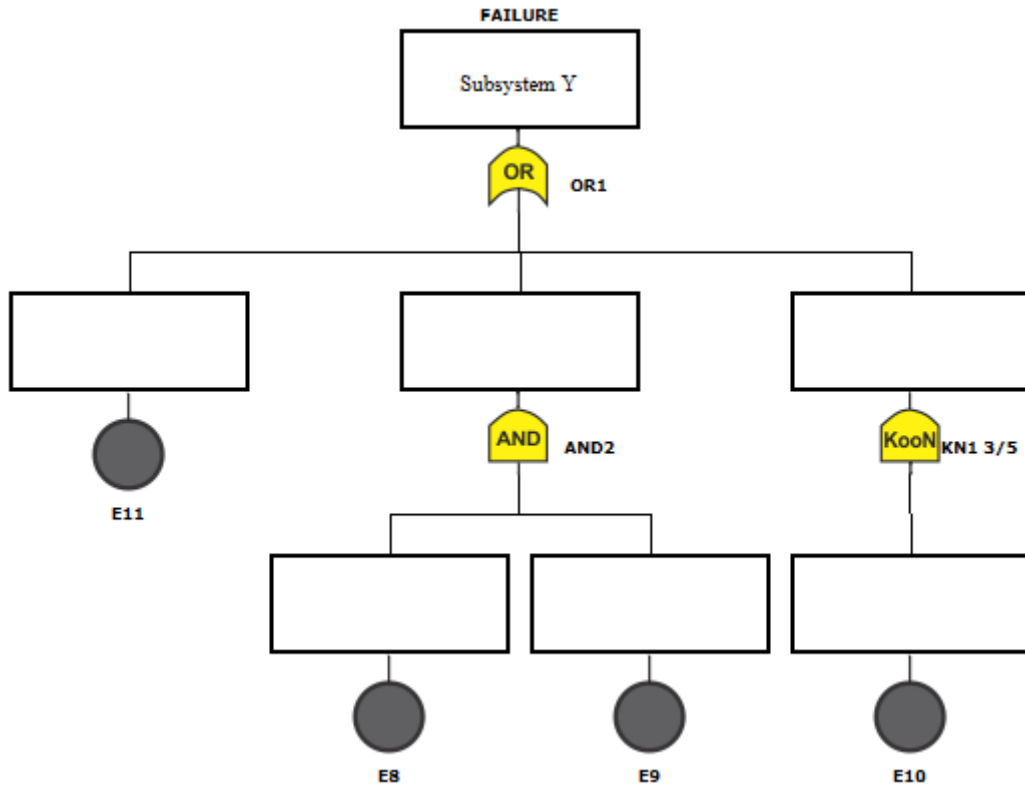 FAILURE
Subsystem Y
OR
OR1
AND
AND2
KooN
KN1 3/5
E11
E8
E9
E10